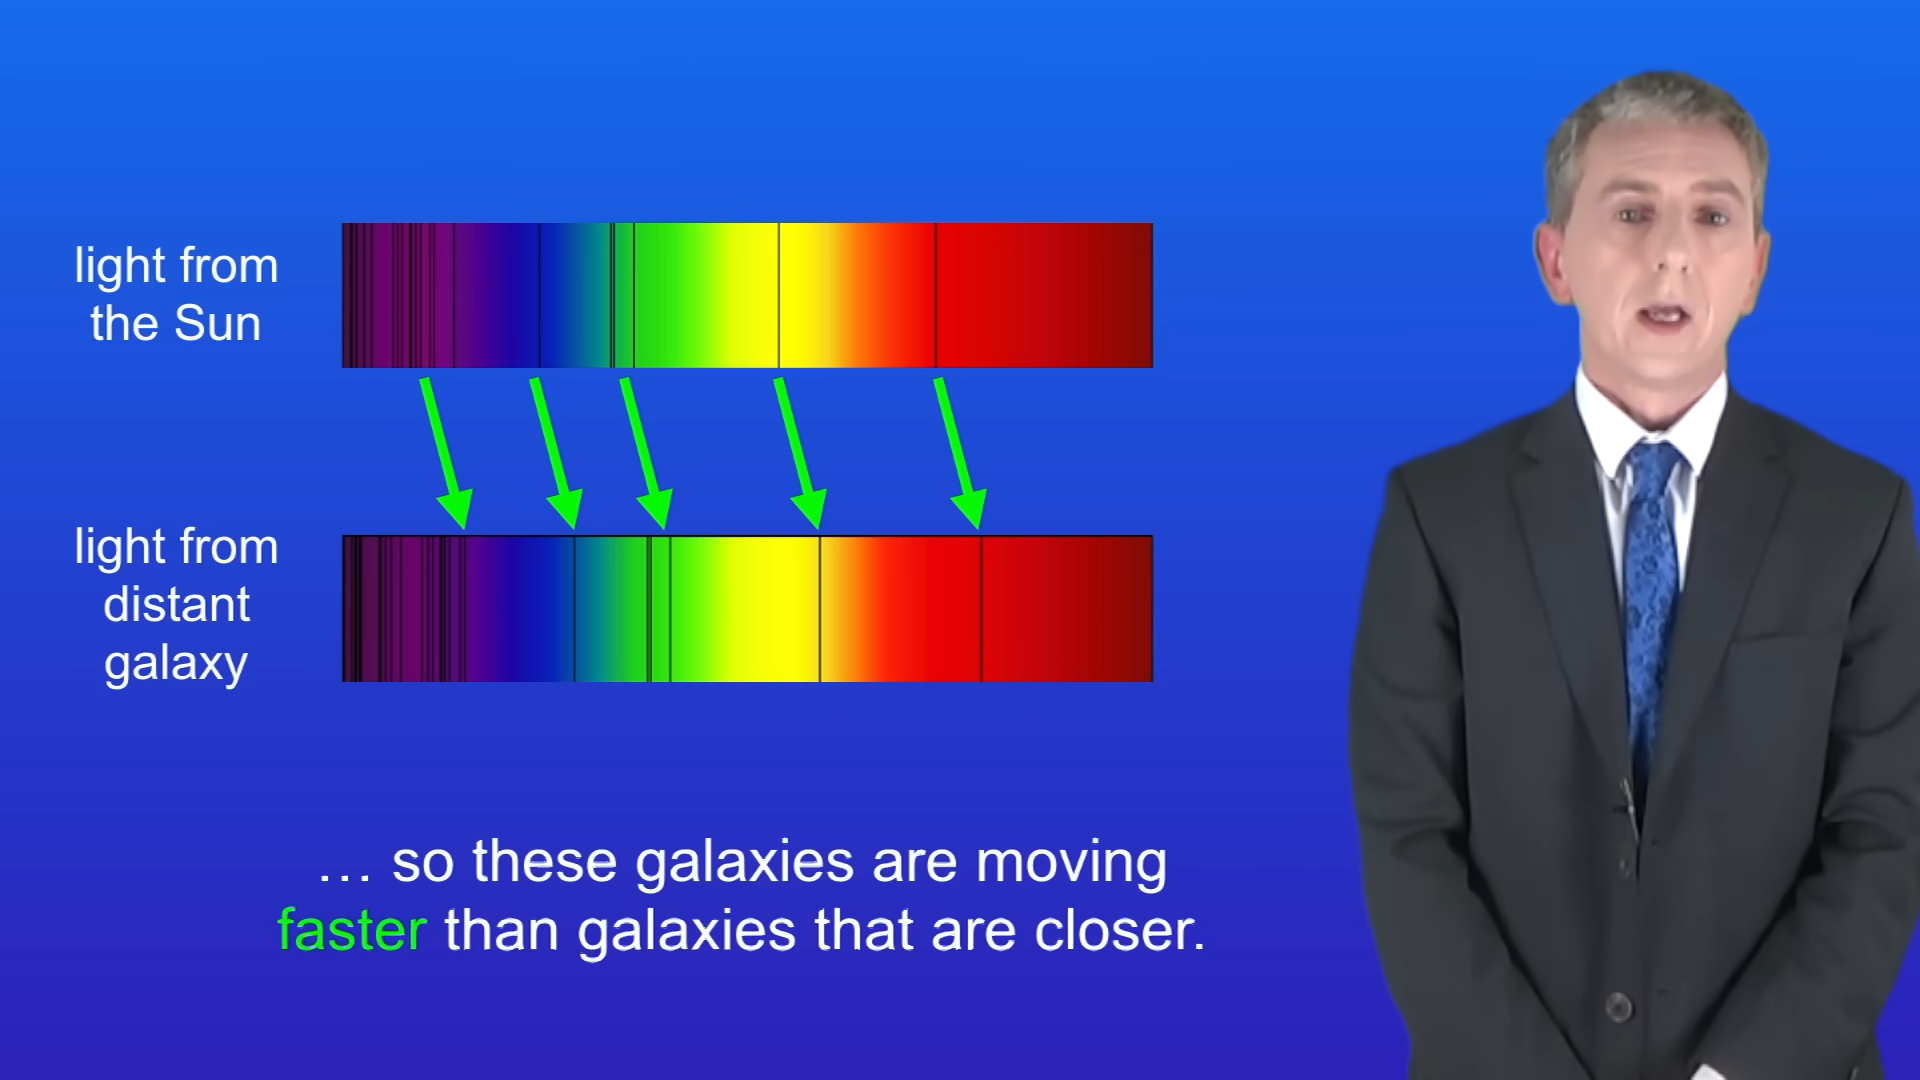 light from
the Sun
light from
distant
galaxy
… so these galaxies are moving
faster than galaxies that are closer.